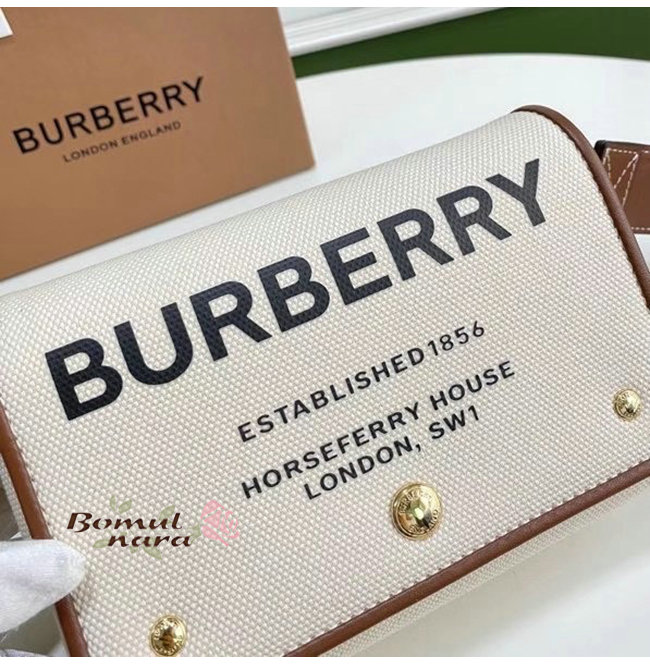 BURBERRY
LONDON ENGLAND
BURBERRY
ESTABLISHED 1856
HORSEFERRY HOUSE
LONDON, SW1
Bomul
nara